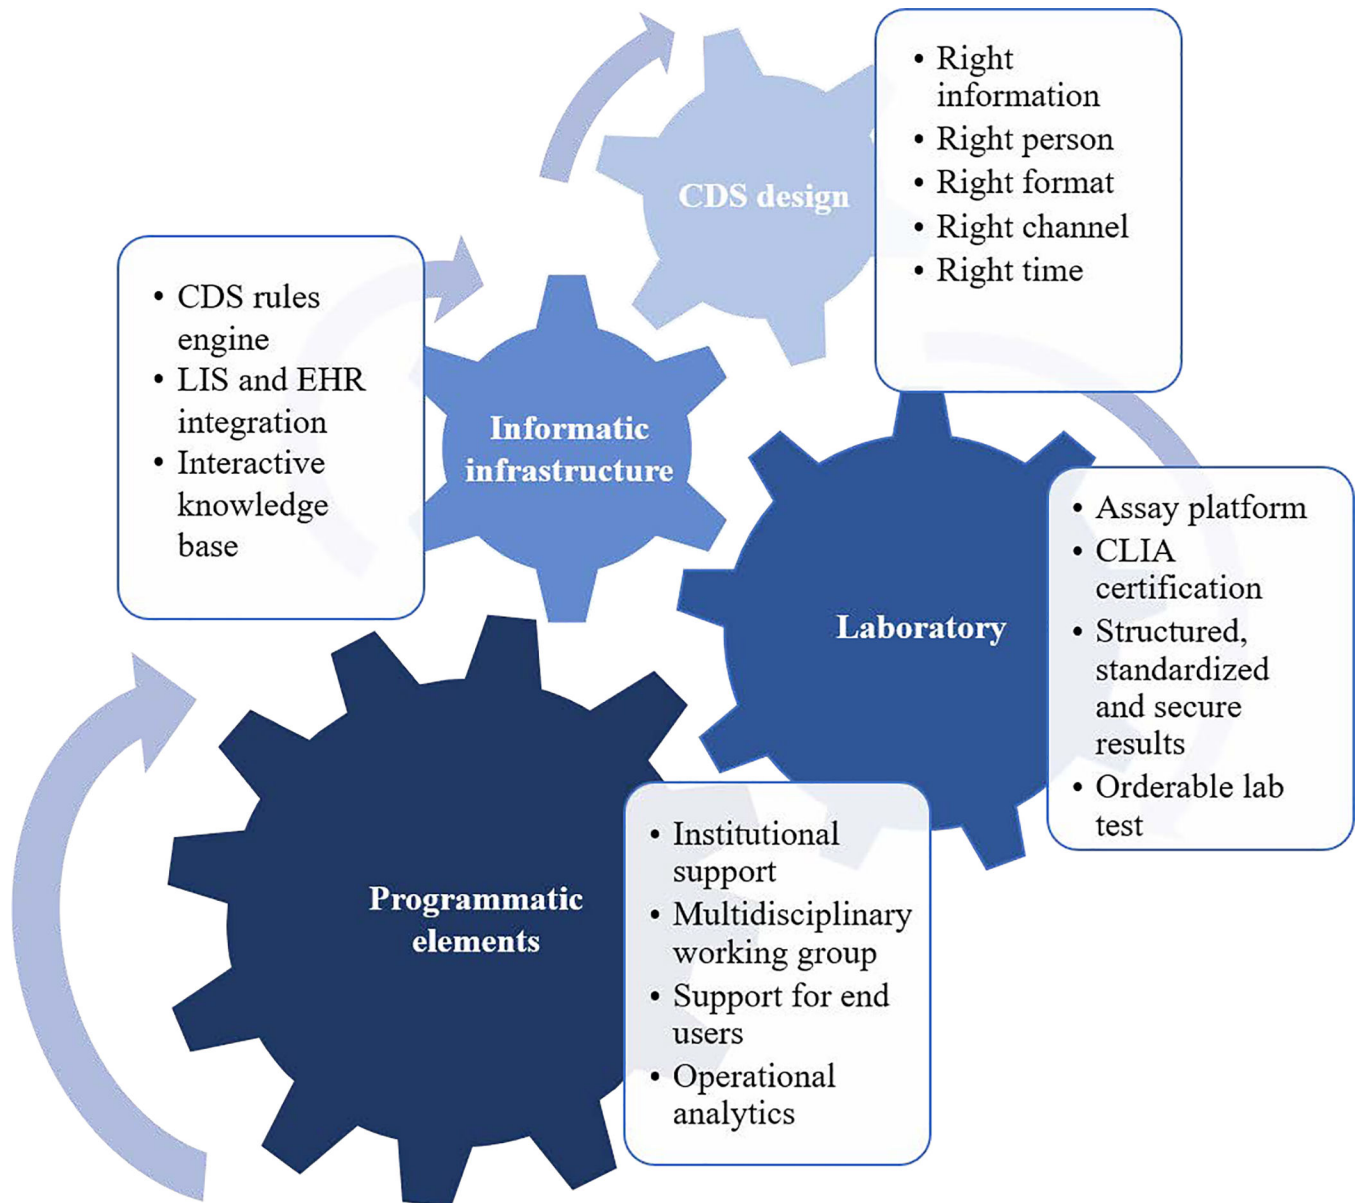 CDS design
• Right
information
• Right person
• Right format
• Right channel
• Right time
• CDS rules
engine
• LIS and EHR
integration
• Interactive
knowledge
base
Informatic
infrastructure
Laboratory
• Assay platform
• CLIA
certification
• Structured,
standardized
and secure
results
• Orderable lab
test
Programmatic
elements
• Institutional
support
• Multidisciplinary
working group
• Support for end
users
• Operational
analytics